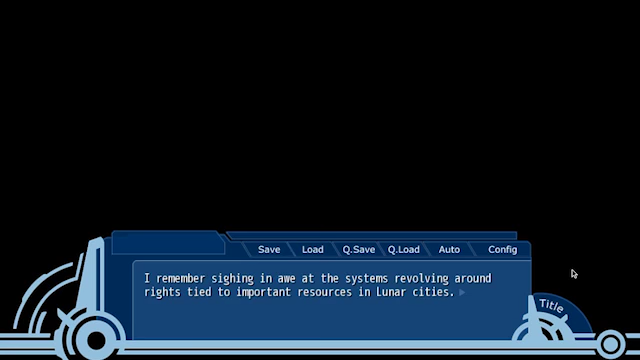 Save Load Q.Save Q.Load Auto Config
I remember sighing in awe at the systems revolving around
rights tied to important resources in Lunar cities.
Title